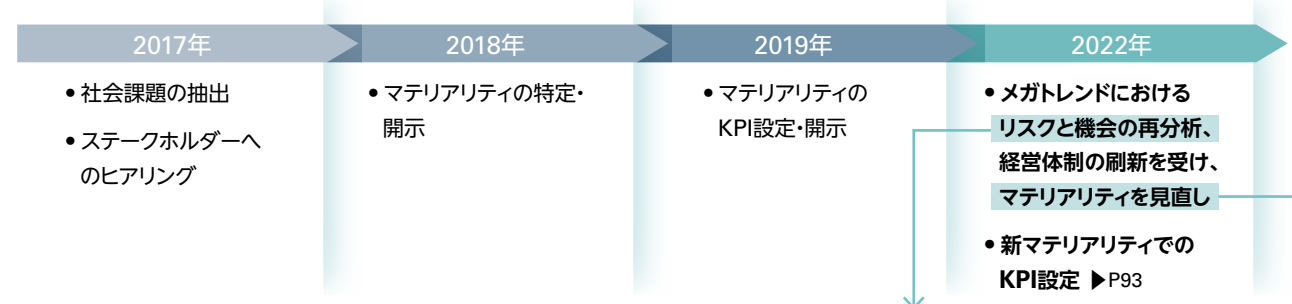 2017年
• 社会課題の抽出
• ステークホルダーへ
のヒアリング
2018年
• マテリアリティの特定・
開示
2019年
• マテリアリティの
KPI設定・開示
2022年
• メガトレンドにおける
リスクと機会の再分析、
経営体制の刷新を受け、
マテリアリティを見直し
• 新マテリアリティでの
KPI設定 ▶P93